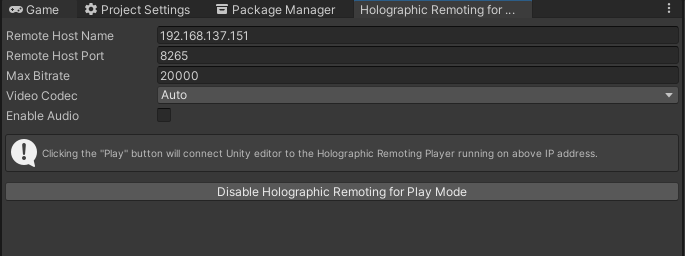 Game Project Settings Package Manager Holographic Remoting for ...
Remote Host Name 192.168.137.151
Remote Host Port 8265
Max Bitrate 20000
Video Codec Auto
Enable Audio
Clicking the "Play" button will connect Unity editor to the Holographic Remoting Player running on above IP address.
Disable Holographic Remoting for Play Mode